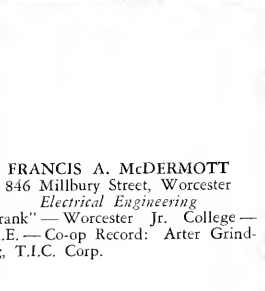 FRANCIS A. McDERMOTT
846 Millbury Street, Worcester
Electrical Engineering
rank" — Worcester Jr. College —
.E. — Co-op Record: Arter Grind-
, T.I.C. Corp.